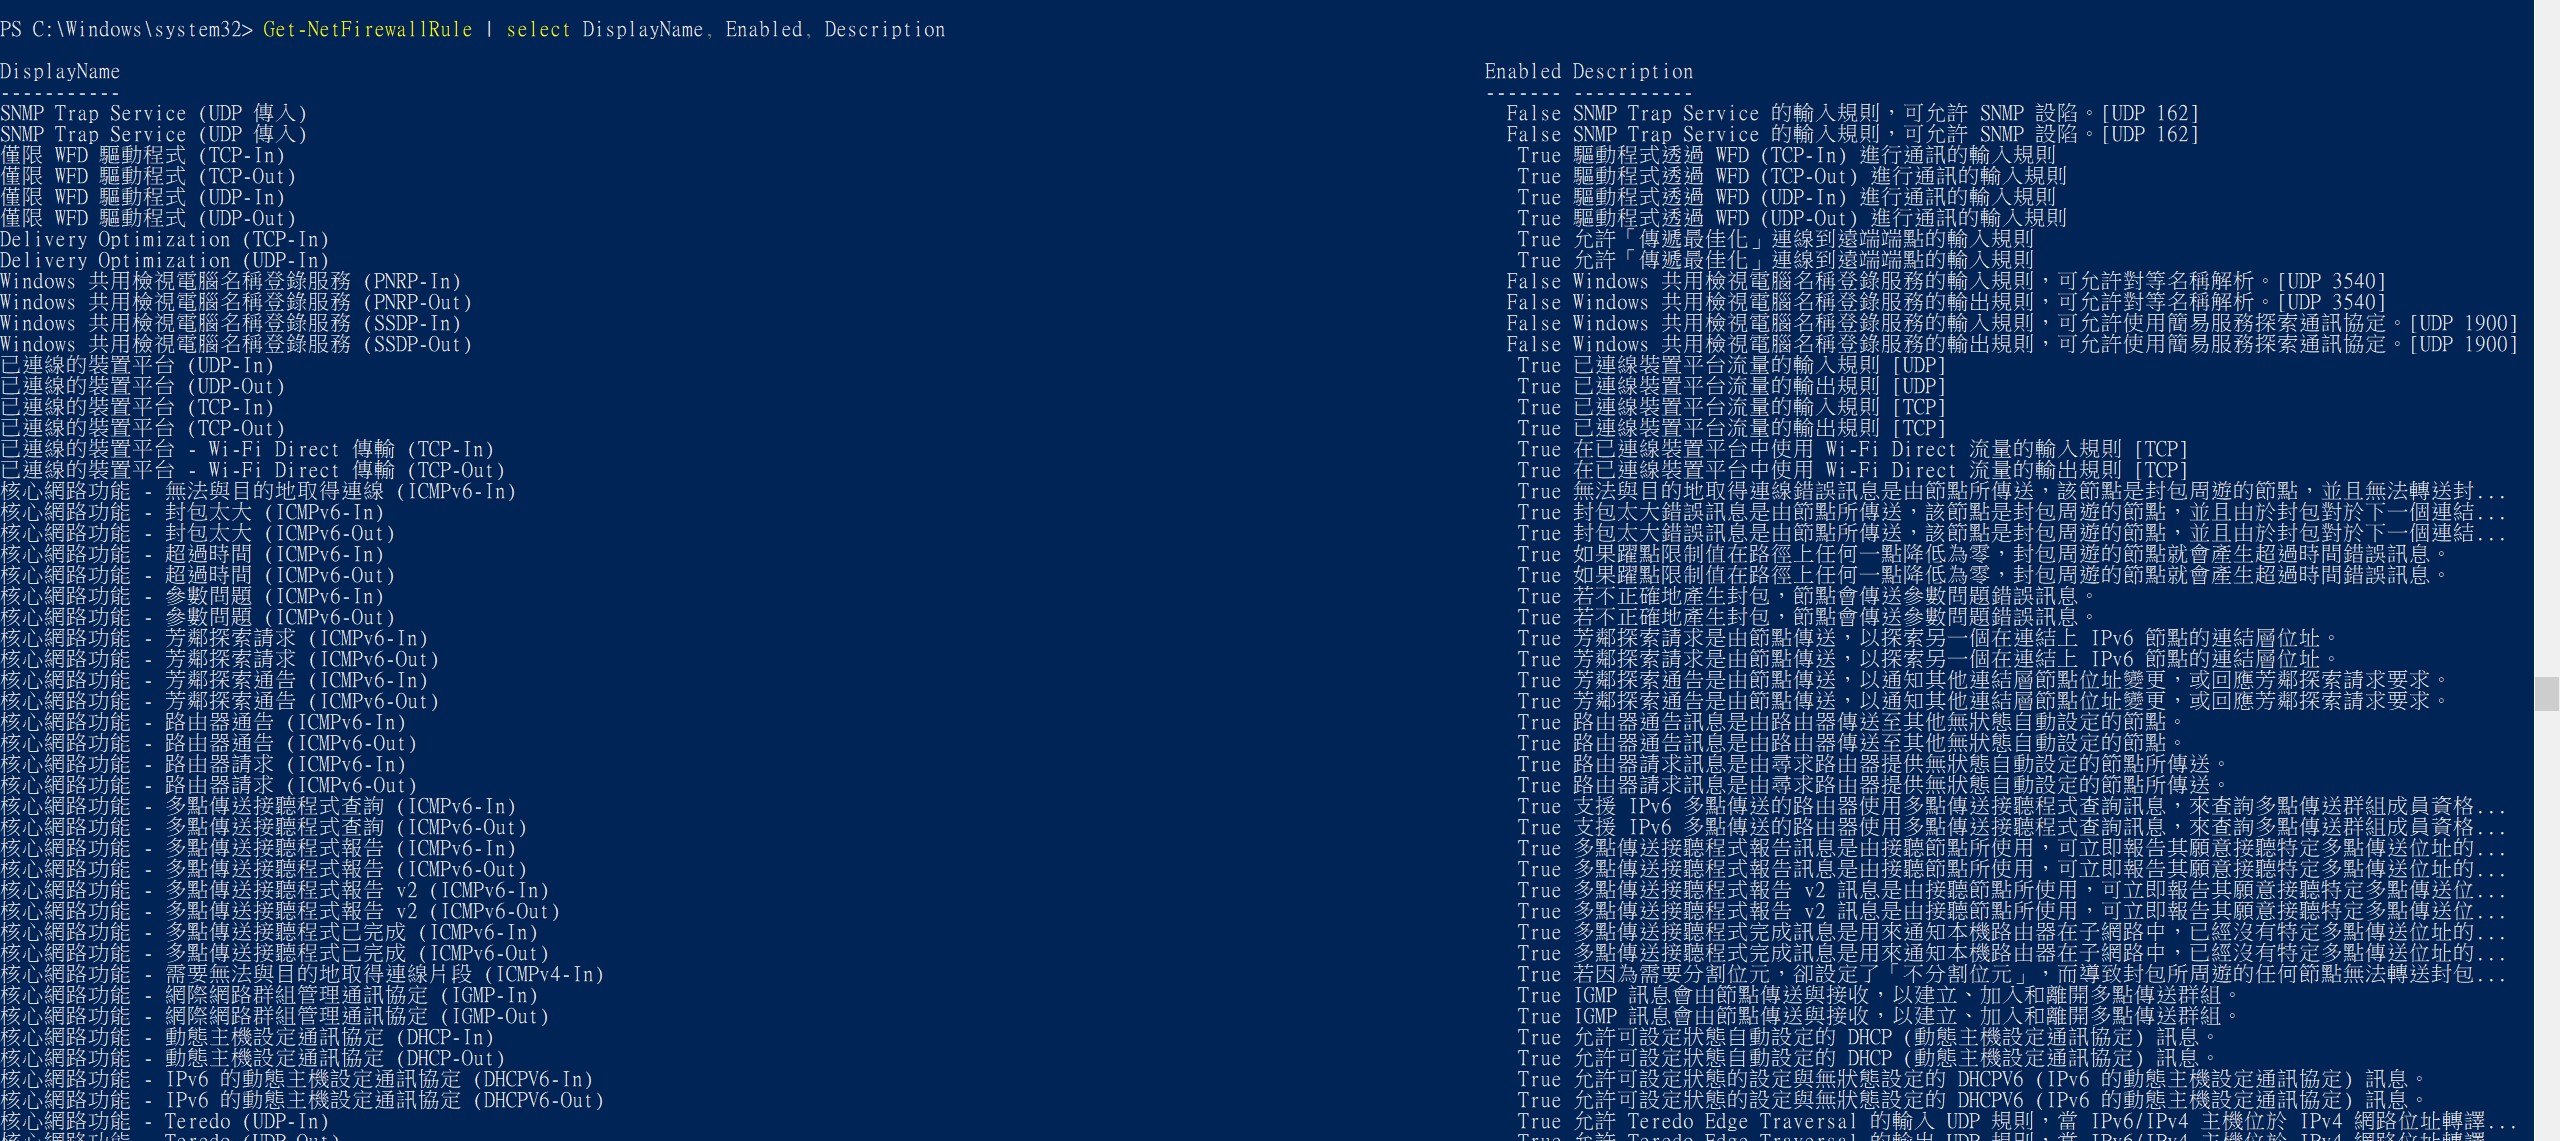 PS C:\Windows\system32> Get-NetFirewallRule | select DisplayName, Enabled, Description
DisplayName Enabled Description
----------- ------- -----------
SNMP Trap Service (UDP 傳入) False SNMP Trap Service 的輸入規則，可允許 SNMP 設陷。[UDP 162]
SNMP Trap Service (UDP 傳入) False SNMP Trap Service 的輸入規則，可允許 SNMP 設陷。[UDP 162]
僅限 WFD 驅動程式 (TCP-In) True 驅動程式透過 WFD (TCP-In) 進行通訊的輸入規則
僅限 WFD 驅動程式 (TCP-Out) True 驅動程式透過 WFD (TCP-Out) 進行通訊的輸入規則
僅限 WFD 驅動程式 (UDP-In) True 驅動程式透過 WFD (UDP-In) 進行通訊的輸入規則
僅限 WFD 驅動程式 (UDP-Out) True 驅動程式透過 WFD (UDP-Out) 進行通訊的輸入規則
Delivery Optimization (TCP-In) True 允許「傳遞最佳化」連線到遠端端點的輸入規則
Delivery Optimization (UDP-In) True 允許「傳遞最佳化」連線到遠端端點的輸入規則
Windows 共用檢視電腦名稱登錄服務 (PNRP-In) False Windows 共用檢視電腦名稱登錄服務的輸入規則，可允許對等名稱解析。[UDP 3540]
Windows 共用檢視電腦名稱登錄服務 (PNRP-Out) False Windows 共用檢視電腦名稱登錄服務的輸出規則，可允許對等名稱解析。[UDP 3540]
Windows 共用檢視電腦名稱登錄服務 (SSDP-In) False Windows 共用檢視電腦名稱登錄服務的輸入規則，可允許使用簡易服務探索通訊協定。[UDP 1900]
Windows 共用檢視電腦名稱登錄服務 (SSDP-Out) False Windows 共用檢視電腦名稱登錄服務的輸出規則，可允許使用簡易服務探索通訊協定。[UDP 1900]
已連線的裝置平台 (UDP-In) True 已連線裝置平台流量的輸入規則 [UDP]
已連線的裝置平台 (UDP-Out) True 已連線裝置平台流量的輸出規則 [UDP]
已連線的裝置平台 (TCP-In) True 已連線裝置平台流量的輸入規則 [TCP]
已連線的裝置平台 (TCP-Out) True 已連線裝置平台流量的輸出規則 [TCP]
已連線的裝置平台 - Wi-Fi Direct 傳輸 (TCP-In) True 在已連線裝置平台中使用 Wi-Fi Direct 流量的輸入規則 [TCP]
已連線的裝置平台 - Wi-Fi Direct 傳輸 (TCP-Out) True 在已連線裝置平台中使用 Wi-Fi Direct 流量的輸出規則 [TCP]
核心網路功能 - 無法與目的地取得連線 (ICMPv6-In) True 無法與目的地取得連線錯誤訊息是由節點所傳送，該節點是封包周遊的節點，並且無法轉送封...
核心網路功能 - 封包太大 (ICMPv6-In) True 封包太大錯誤訊息是由節點所傳送，該節點是封包周遊的節點，並且由於封包對於下一個連結...
核心網路功能 - 封包太大 (ICMPv6-Out) True 封包太大錯誤訊息是由節點所傳送，該節點是封包周遊的節點，並且由於封包對於下一個連結...
核心網路功能 - 超過時間 (ICMPv6-In) True 如果躍點限制值在路徑上任何一點降低為零，封包周遊的節點就會產生超過時間錯誤訊息。
核心網路功能 - 超過時間 (ICMPv6-Out) True 如果躍點限制值在路徑上任何一點降低為零，封包周遊的節點就會產生超過時間錯誤訊息。
核心網路功能 - 參數問題 (ICMPv6-In) True 若不正確地產生封包，節點會傳送參數問題錯誤訊息。
核心網路功能 - 參數問題 (ICMPv6-Out) True 若不正確地產生封包，節點會傳送參數問題錯誤訊息。
核心網路功能 - 芳鄰探索請求 (ICMPv6-In) True 芳鄰探索請求是由節點傳送，以探索另一個在連結上 IPv6 節點的連結層位址。
核心網路功能 - 芳鄰探索請求 (ICMPv6-Out) True 芳鄰探索請求是由節點傳送，以探索另一個在連結上 IPv6 節點的連結層位址。
核心網路功能 - 芳鄰探索通告 (ICMPv6-In) True 芳鄰探索通告是由節點傳送，以通知其他連結層節點位址變更，或回應芳鄰探索請求要求。
核心網路功能 - 芳鄰探索通告 (ICMPv6-Out) True 芳鄰探索通告是由節點傳送，以通知其他連結層節點位址變更，或回應芳鄰探索請求要求。
核心網路功能 - 路由器通告 (ICMPv6-In) True 路由器通告訊息是由路由器傳送至其他無狀態自動設定的節點。
核心網路功能 - 路由器通告 (ICMPv6-Out) True 路由器通告訊息是由路由器傳送至其他無狀態自動設定的節點。
核心網路功能 - 路由器請求 (ICMPv6-In) True 路由器請求訊息是由尋求路由器提供無狀態自動設定的節點所傳送。
核心網路功能 - 路由器請求 (ICMPv6-Out) True 路由器請求訊息是由尋求路由器提供無狀態自動設定的節點所傳送。
核心網路功能 - 多點傳送接聽程式查詢 (ICMPv6-In) True 支援 IPv6 多點傳送的路由器使用多點傳送接聽程式查詢訊息，來查詢多點傳送群組成員資格...
核心網路功能 - 多點傳送接聽程式查詢 (ICMPv6-Out) True 支援 IPv6 多點傳送的路由器使用多點傳送接聽程式查詢訊息，來查詢多點傳送群組成員資格...
核心網路功能 - 多點傳送接聽程式報告 (ICMPv6-In) True 多點傳送接聽程式報告訊息是由接聽節點所使用，可立即報告其願意接聽特定多點傳送位址的...
核心網路功能 - 多點傳送接聽程式報告 (ICMPv6-Out) True 多點傳送接聽程式報告訊息是由接聽節點所使用，可立即報告其願意接聽特定多點傳送位址的...
核心網路功能 - 多點傳送接聽程式報告 v2 (ICMPv6-In) True 多點傳送接聽程式報告 v2 訊息是由接聽節點所使用，可立即報告其願意接聽特定多點傳送位...
核心網路功能 - 多點傳送接聽程式報告 v2 (ICMPv6-Out) True 多點傳送接聽程式報告 v2 訊息是由接聽節點所使用，可立即報告其願意接聽特定多點傳送位...
核心網路功能 - 多點傳送接聽程式已完成 (ICMPv6-In) True 多點傳送接聽程式完成訊息是用來通知本機路由器在子網路中，已經沒有特定多點傳送位址的...
核心網路功能 - 多點傳送接聽程式已完成 (ICMPv6-Out) True 多點傳送接聽程式完成訊息是用來通知本機路由器在子網路中，已經沒有特定多點傳送位址的...
核心網路功能 - 需要無法與目的地取得連線片段 (ICMPv4-In) True 若因為需要分割位元，卻設定了「不分割位元」，而導致封包所周遊的任何節點無法轉送封包...
核心網路功能 - 網際網路群組管理通訊協定 (IGMP-In) True IGMP 訊息會由節點傳送與接收，以建立、加入和離開多點傳送群組。
核心網路功能 - 網際網路群組管理通訊協定 (IGMP-Out) True IGMP 訊息會由節點傳送與接收，以建立、加入和離開多點傳送群組。
核心網路功能 - 動態主機設定通訊協定 (DHCP-In) True 允許可設定狀態自動設定的 DHCP (動態主機設定通訊協定) 訊息。
核心網路功能 - 動態主機設定通訊協定 (DHCP-Out) True 允許可設定狀態自動設定的 DHCP (動態主機設定通訊協定) 訊息。
核心網路功能 - IPv6 的動態主機設定通訊協定 (DHCPV6-In) True 允許可設定狀態的設定與無狀態設定的 DHCPV6 (IPv6 的動態主機設定通訊協定) 訊息。
核心網路功能 - IPv6 的動態主機設定通訊協定 (DHCPV6-Out) True 允許可設定狀態的設定與無狀態設定的 DHCPV6 (IPv6 的動態主機設定通訊協定) 訊息。
核心網路功能 - Teredo (UDP-In) True 允許 Teredo Edge Traversal 的輸入 UDP 規則，當 IPv6/IPv4 主機位於 IPv4 網路位址轉譯...